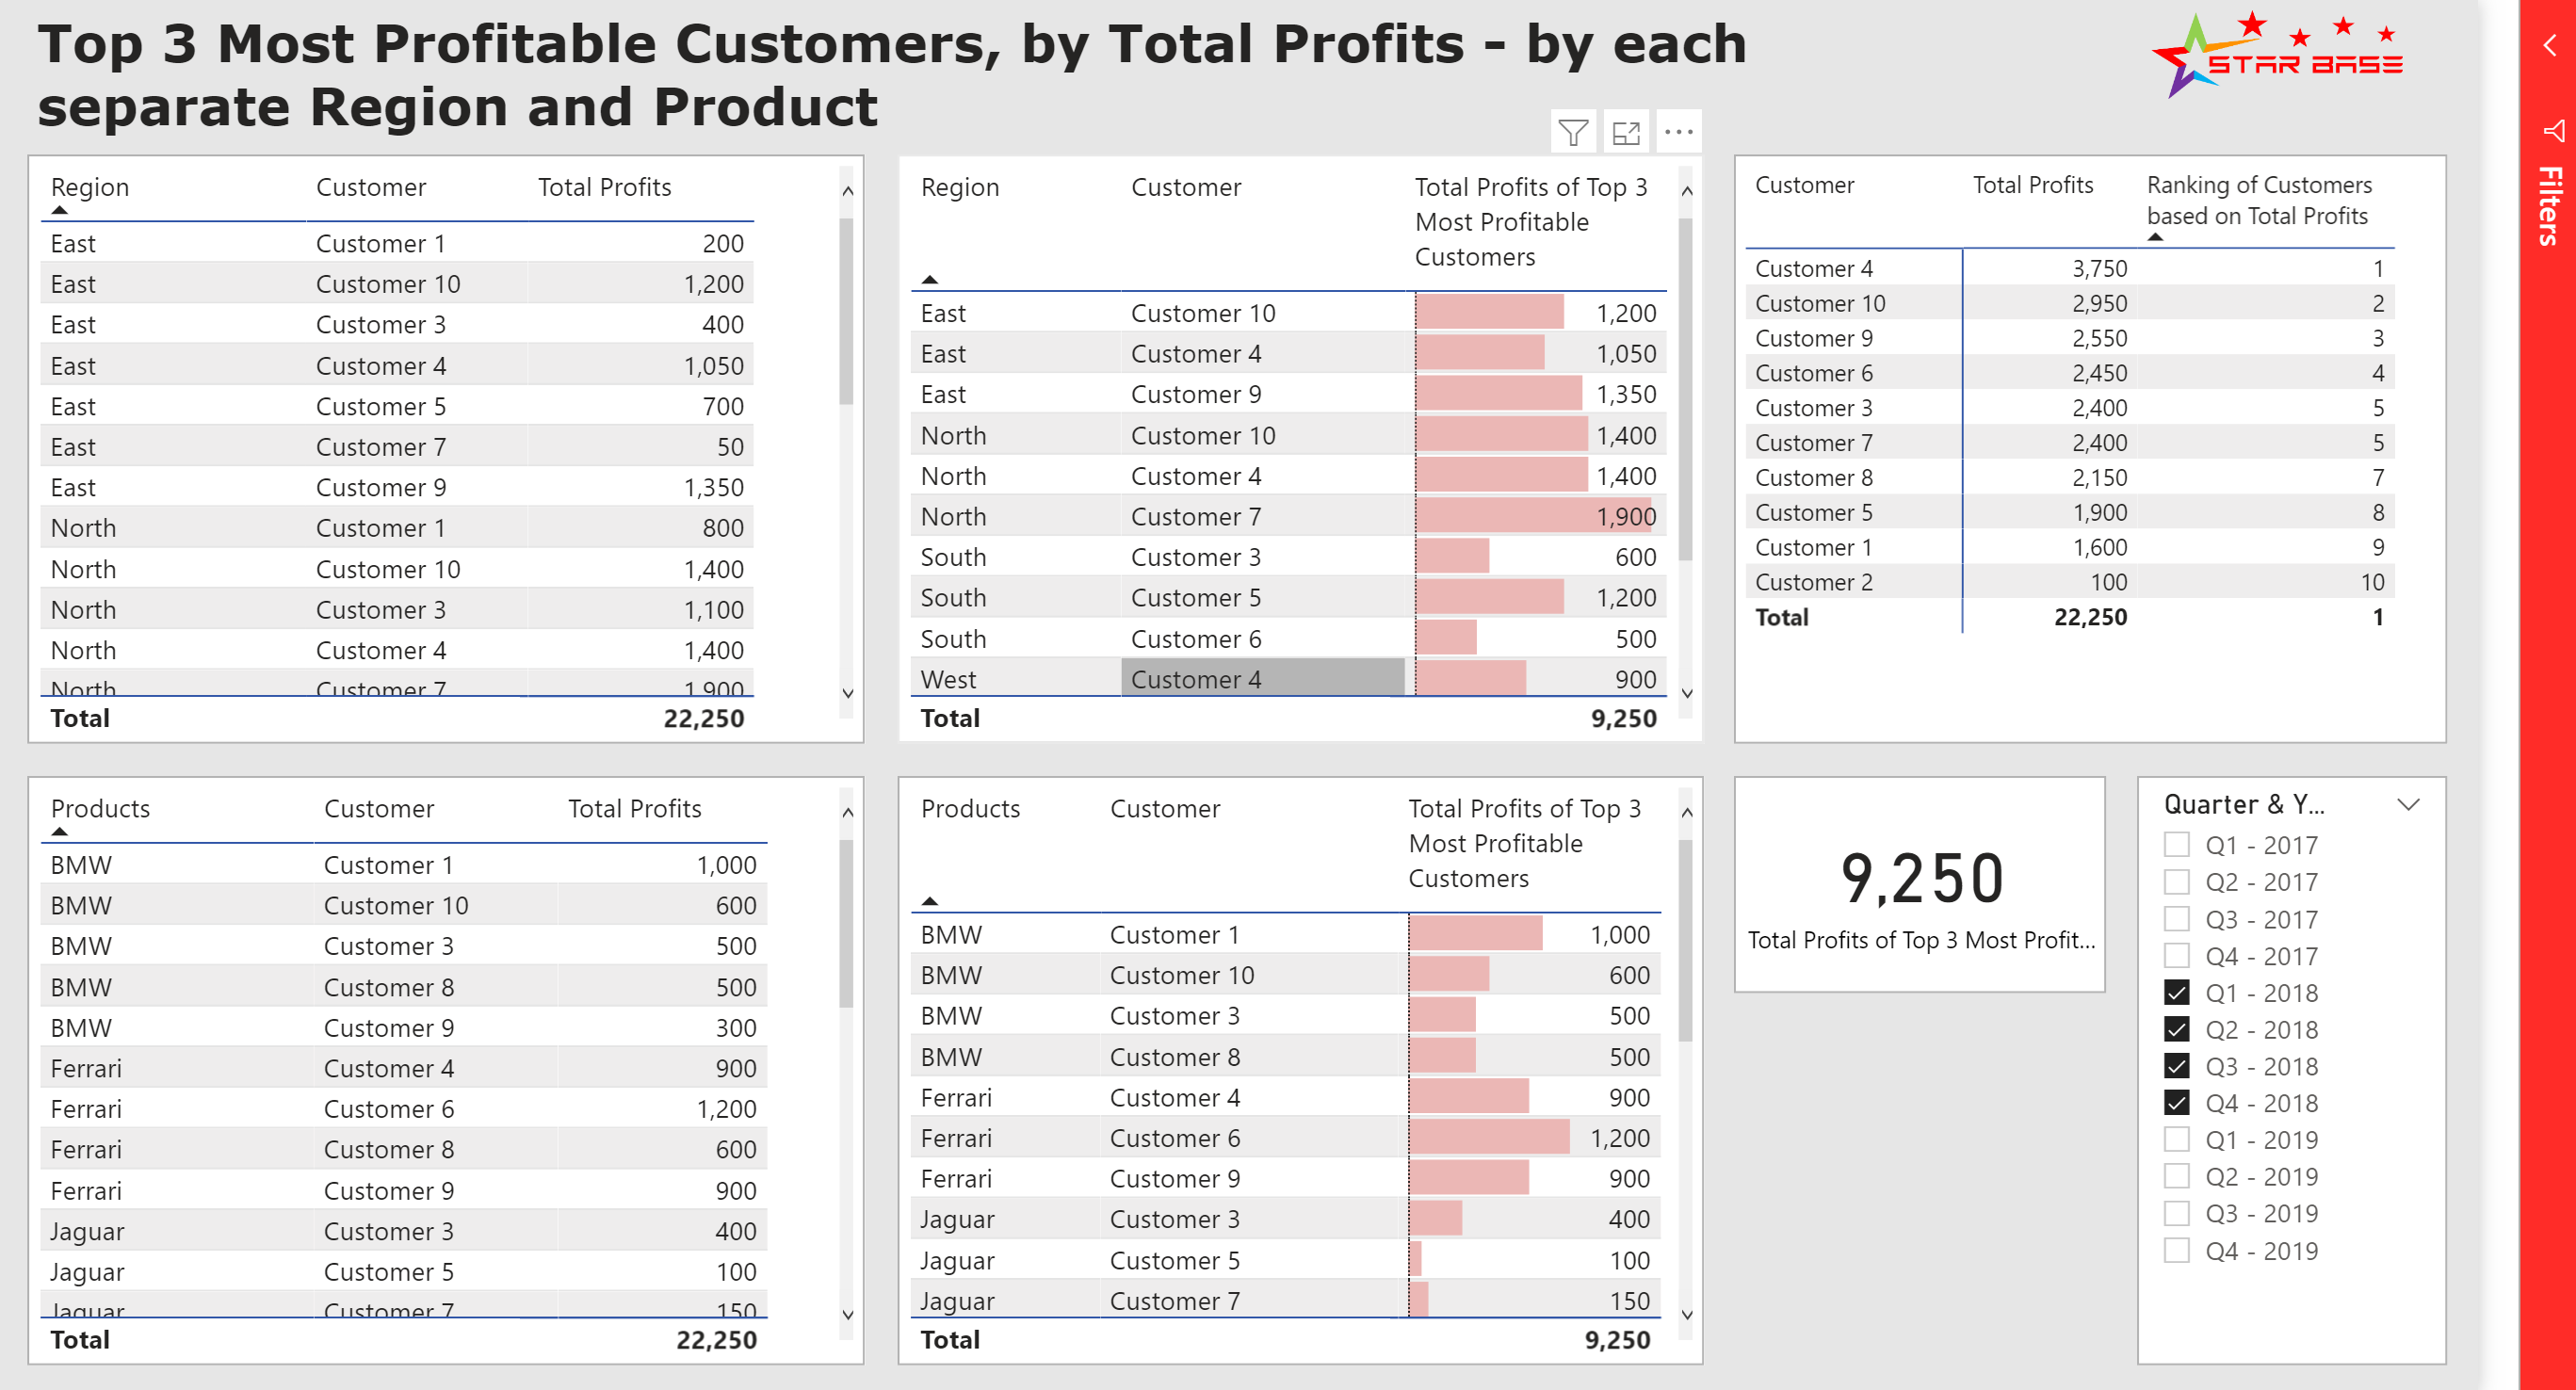 Top 3 Most Profitable Customers, by Total Profits - by each
separate Region and Product
STAR BASE
Filters
Region Customer Total Profits
East Customer 1 200
East Customer 10 1,200
East Customer 3 400
East Customer 4 1,050
East Customer 5 700
East Customer 7 50
East Customer 9 1,350
North Customer 1 800
North Customer 10 1,400
North Customer 3 1,100
North Customer 4 1,400
North Customer 7 1,900
Total 22,250
Region Customer Total Profits of Top 3
Most Profitable
Customers
East Customer 10 1,200
East Customer 4 1,050
East Customer 9 1,350
North Customer 10 1,400
North Customer 4 1,400
North Customer 7 1,900
South Customer 3 600
South Customer 5 1,200
South Customer 6 500
West Customer 4 900
Total 9,250
Customer Total Profits Ranking of Customers
based on Total Profits
Customer 4 3,750 1
Customer 10 2,950 2
Customer 9 2,550 3
Customer 6 2,450 4
Customer 3 2,400 5
Customer 7 2,400 5
Customer 8 2,150 7
Customer 5 1,900 8
Customer 1 1,600 9
Customer 2 100 10
Total 22,250 1
Products Customer Total Profits
BMW Customer 1 1,000
BMW Customer 10 600
BMW Customer 3 500
BMW Customer 8 500
BMW Customer 9 300
Ferrari Customer 4 900
Ferrari Customer 6 1,200
Ferrari Customer 8 600
Ferrari Customer 9 900
Jaguar Customer 3 400
Jaguar Customer 5 100
Jaguar Customer 7 150
Total 22,250
Products Customer Total Profits of Top 3
Most Profitable
Customers
BMW Customer 1 1,000
BMW Customer 10 600
BMW Customer 3 500
BMW Customer 8 500
Ferrari Customer 4 900
Ferrari Customer 6 1,200
Ferrari Customer 9 900
Jaguar Customer 3 400
Jaguar Customer 5 100
Jaguar Customer 7 150
Total 9,250
9,250
Total Profits of Top 3 Most Profit...
Quarter & Y...
Q1 - 2017
Q2 - 2017
Q3 - 2017
Q4 - 2017
Q1 - 2018
Q2 - 2018
Q3 - 2018
Q4 - 2018
Q1 - 2019
Q2 - 2019
Q3 - 2019
Q4 - 2019